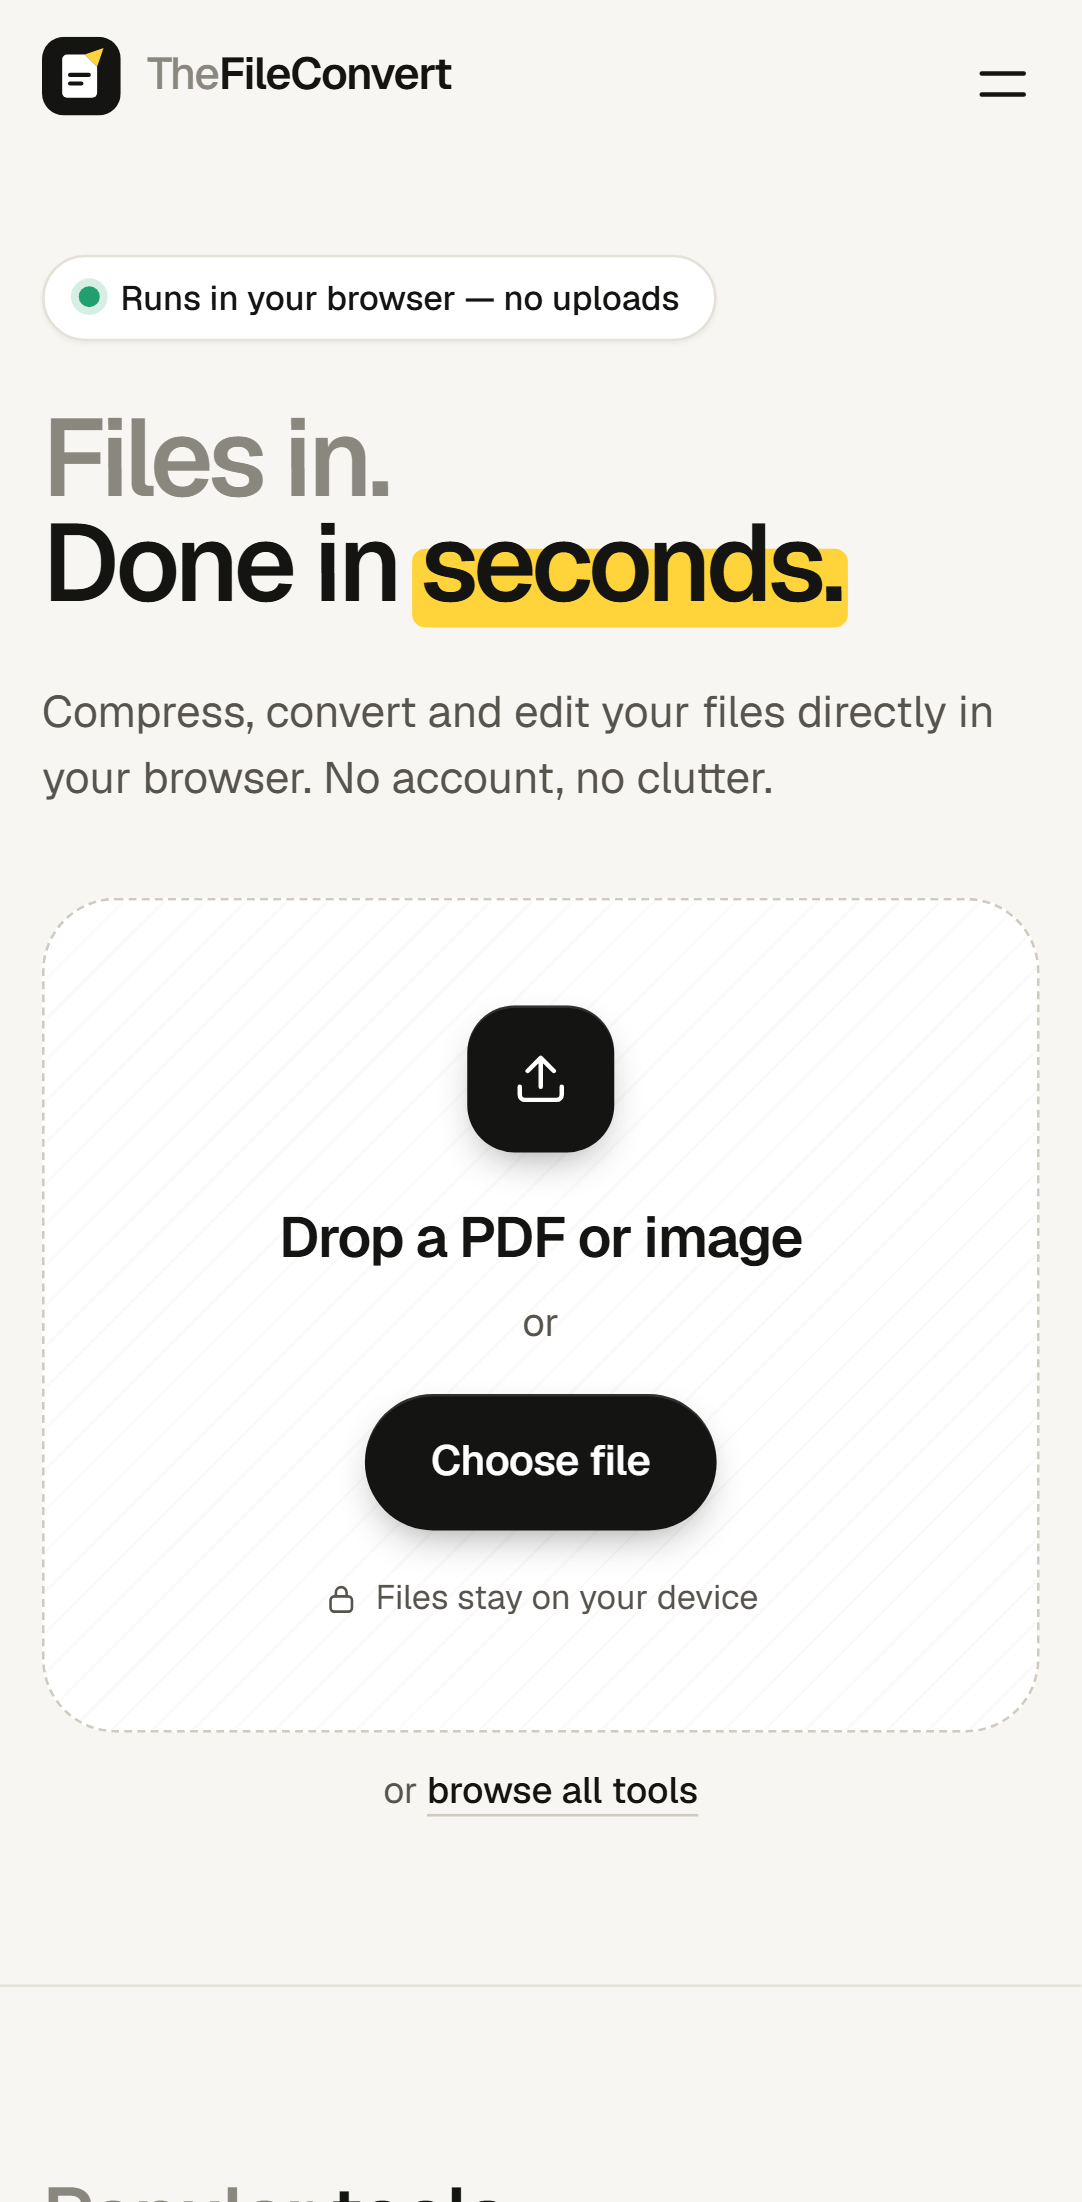 TheFileConvert
Runs in your browser — no uploads
Files in.
Done in seconds.
Compress, convert and edit your files directly in
your browser. No account, no clutter.
Drop a PDF or image
or
Choose file
Files stay on your device
or browse all tools
Popular tools